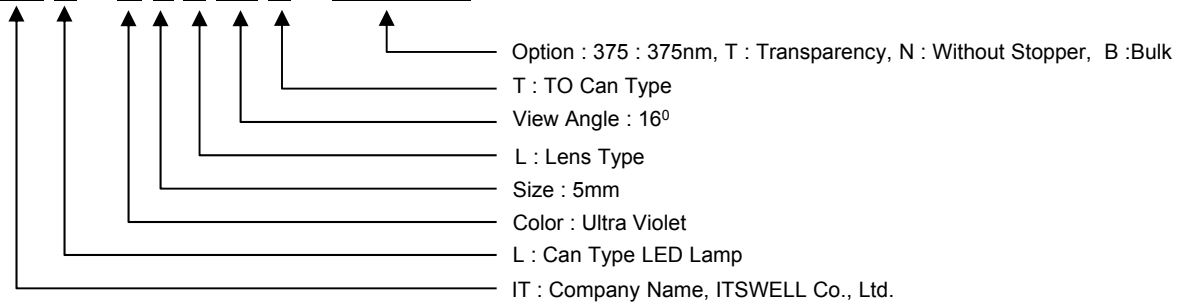 Option : 375 : 375nm, T : Transparency, N : Without Stopper, B :Bulk
T : TO Can Type
View Angle : 16⁰
L : Lens Type
Size : 5mm
Color : Ultra Violet
L : Can Type LED Lamp
IT : Company Name, ITSWELL Co., Ltd.